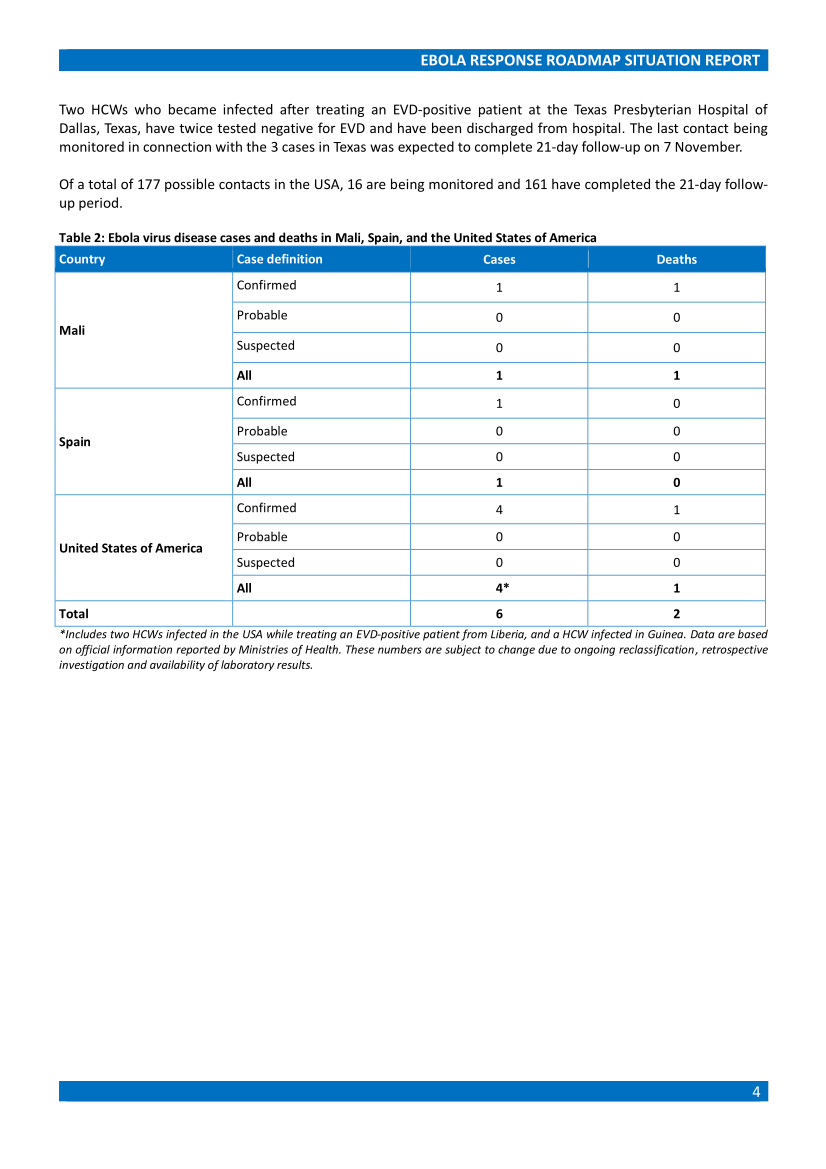 EBOLA RESPONSE ROADMAP SITUATION REPORT
Two HCWs who became infected after treating an EVD-positive patient at the Texas Presbyterian Hospital of
Dallas, Texas, have twice tested negative for EVD and have been discharged from hospital. The last contact being
monitored in connection with the 3 cases in Texas was expected to complete 21-day follow-up on 7 November.
Of a total of 177 possible contacts in the USA, 16 are being monitored and 161 have completed the 21-day follow-
up period.
Table 2: Ebola virus disease cases and deaths in Mali, Spain, and the United States of America
Country Case definition Cases Deaths
Mali
Confirmed 1 1
Probable 0 0
Suspected 0 0
All 1 1
Spain
Confirmed 1 0
Probable 0 0
Suspected 0 0
All 1 0
United States of America
Confirmed 4 1
Probable 0 0
Suspected 0 0
All 4* 1
Total 6 2
*Includes two HCWs infected in the USA while treating an EVD-positive patient from Liberia, and a HCW infected in Guinea. Data are based
on official information reported by Ministries of Health. These numbers are subject to change due to ongoing reclassification, retrospective
investigation and availability of laboratory results.
4